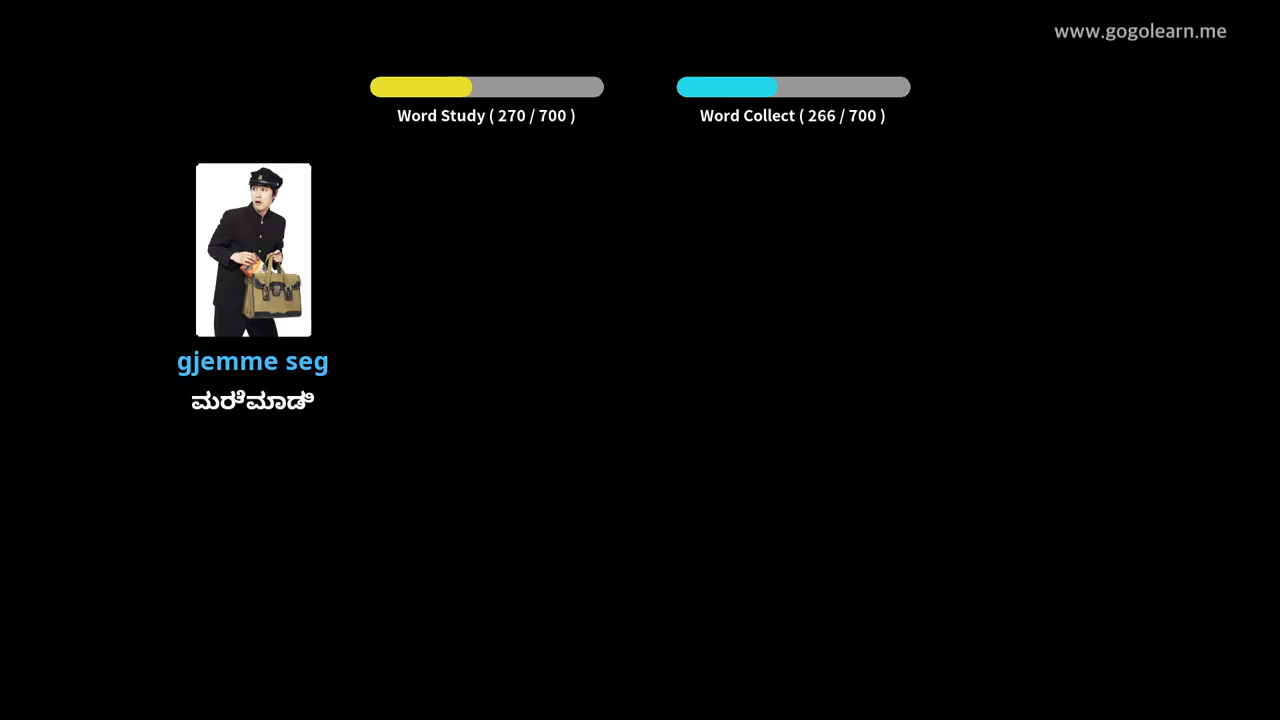 www.gogolearn.me
Word Study ( 270 / 700 )
Word Collect ( 266 / 700 )
gjemme seg
ಮರೆಮಾಡಿ